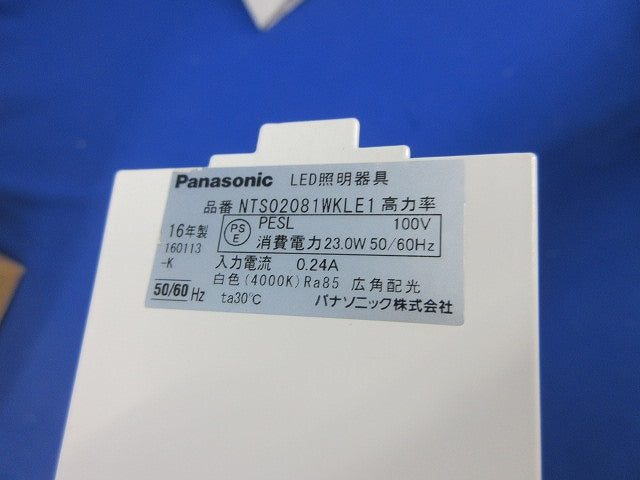 Panasonic LED照明器具
品番 NTS02081WKLE1 高力率
16年製 PS E PESL 100V
160113 消費電力 23.0W 50/60Hz
-K 入力電流 0.24A
白色(4000K)Ra85 広角配光
50/60 Hz ta30℃ パナソニック株式会社